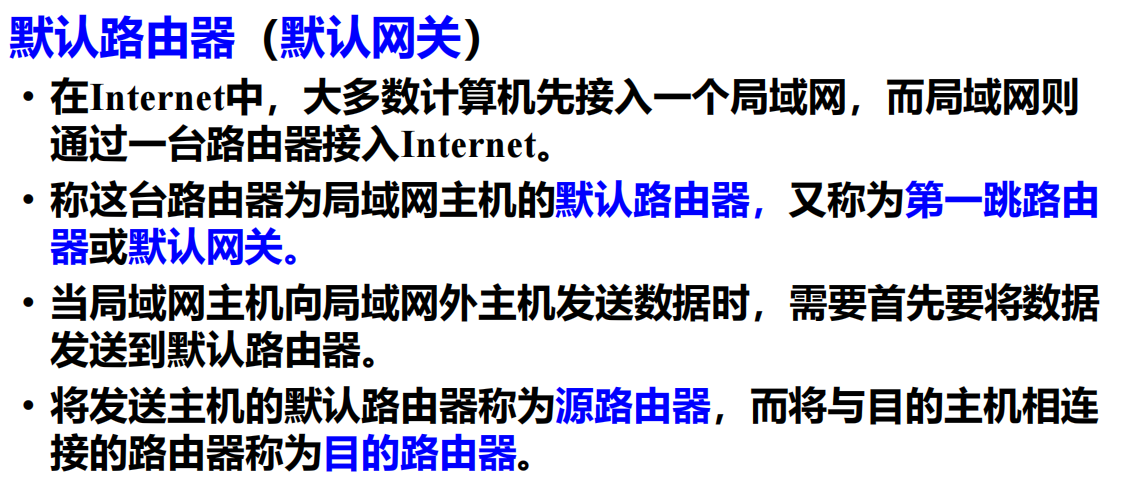 默认路由器（默认网关）
• 在Internet中，大多数计算机先接入一个局域网，而局域网则
通过一台路由器接入Internet。
• 称这台路由器为局域网主机的默认路由器，又称为第一跳路由
器或默认网关。
• 当局域网主机向局域网外主机发送数据时，需要首先要将数据
发送到默认路由器。
• 将发送主机的默认路由器称为源路由器，而将与目的主机相连
接的路由器称为目的路由器。